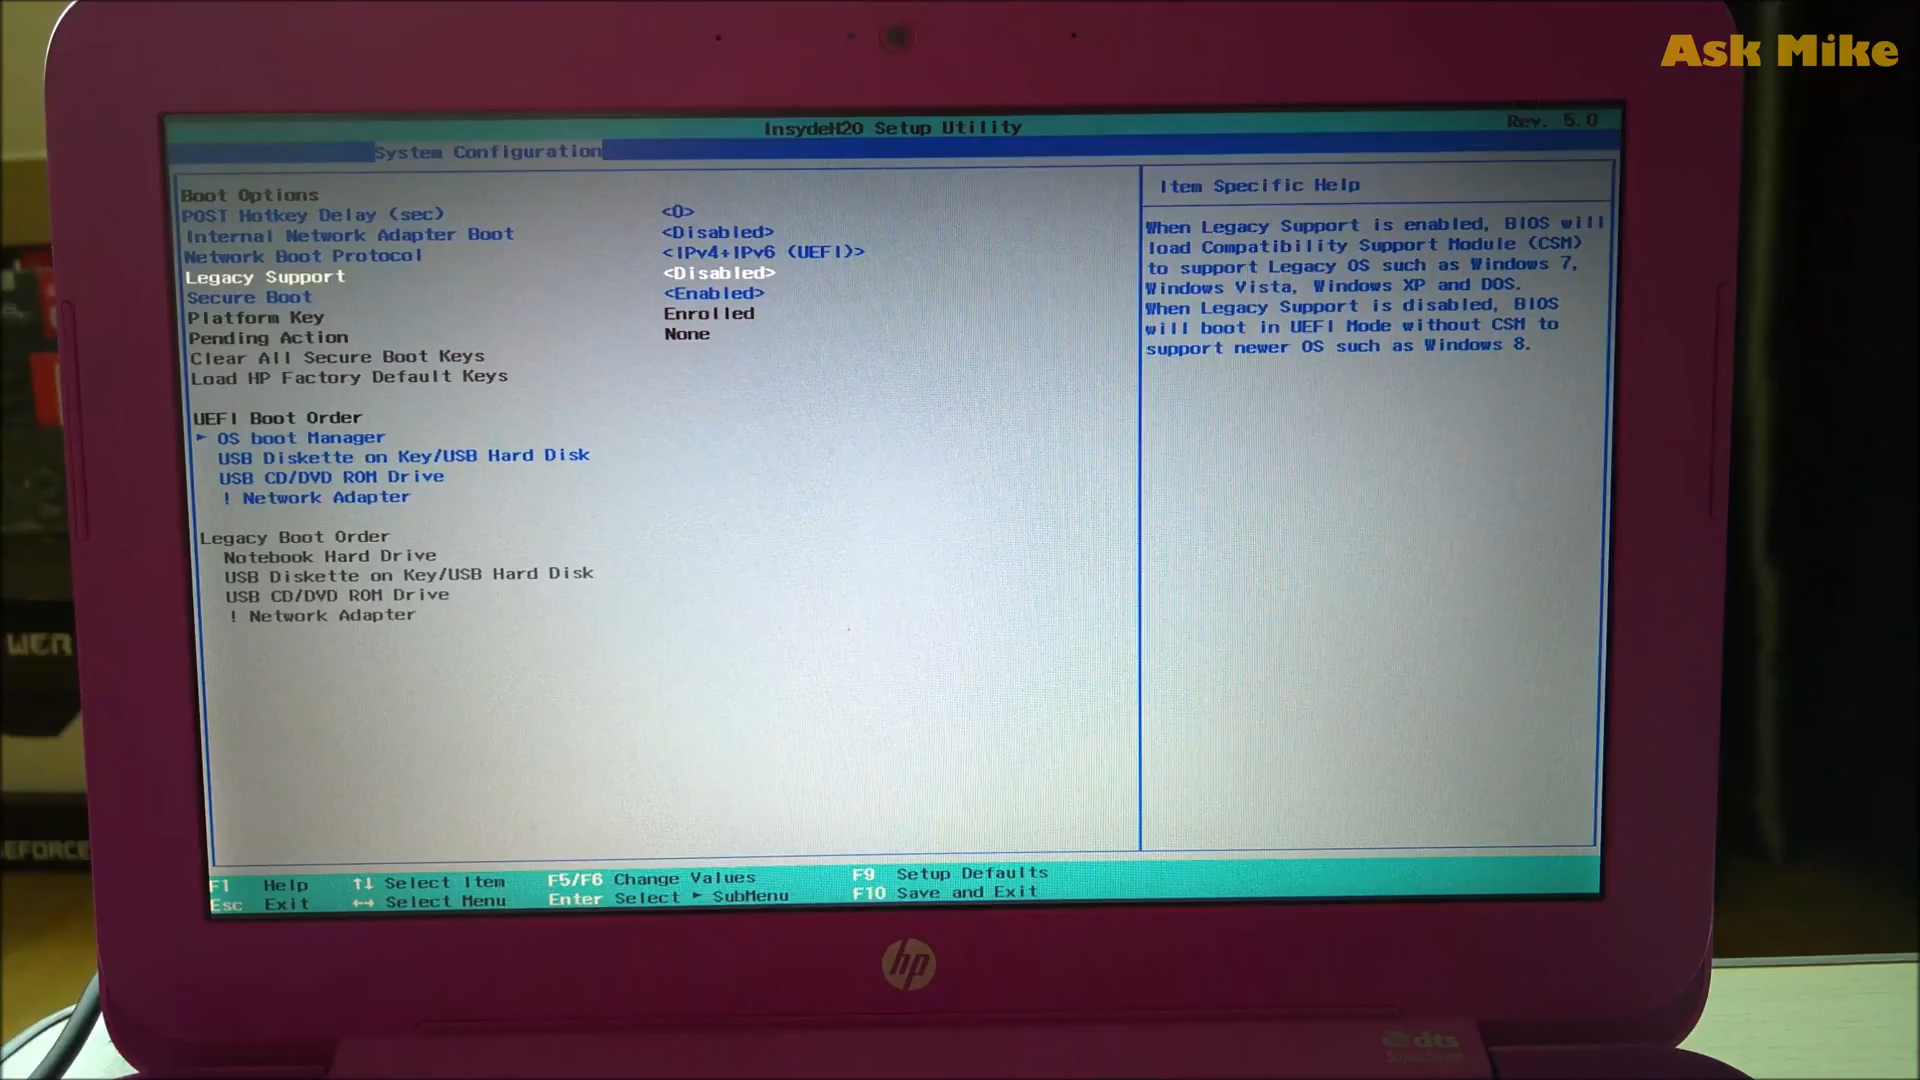 Ask Mike
InsydeH20 Setup Utility
Rev. 5.0
System Configuration
Boot Options
POST Hotkey Delay (sec) <0>
Internal Network Adapter Boot <Disabled>
Network Boot Protocol <IPv4+IPv6 (UEFI)>
Legacy Support <Disabled>
Secure Boot <Enabled>
Platform Key Enrolled
Pending Action None
Clear All Secure Boot Keys
Load HP Factory Default Keys
UEFI Boot Order
► OS boot Manager
USB Diskette on Key/USB Hard Disk
USB CD/DVD ROM Drive
! Network Adapter
Legacy Boot Order
Notebook Hard Drive
USB Diskette on Key/USB Hard Disk
USB CD/DVD ROM Drive
! Network Adapter
Item Specific Help
When Legacy Support is enabled, BIOS will
load Compatibility Support Module (CSM)
to support Legacy OS such as Windows 7,
Windows Vista, Windows XP and DOS.
When Legacy Support is disabled, BIOS
will boot in UEFI Mode without CSM to
support newer OS such as Windows 8.
F1 Help ↑↓ Select Item F5/F6 Change Values F9 Setup Defaults
Esc Exit ↔ Select Menu Enter Select ► SubMenu F10 Save and Exit
hp
dts
EFORCE